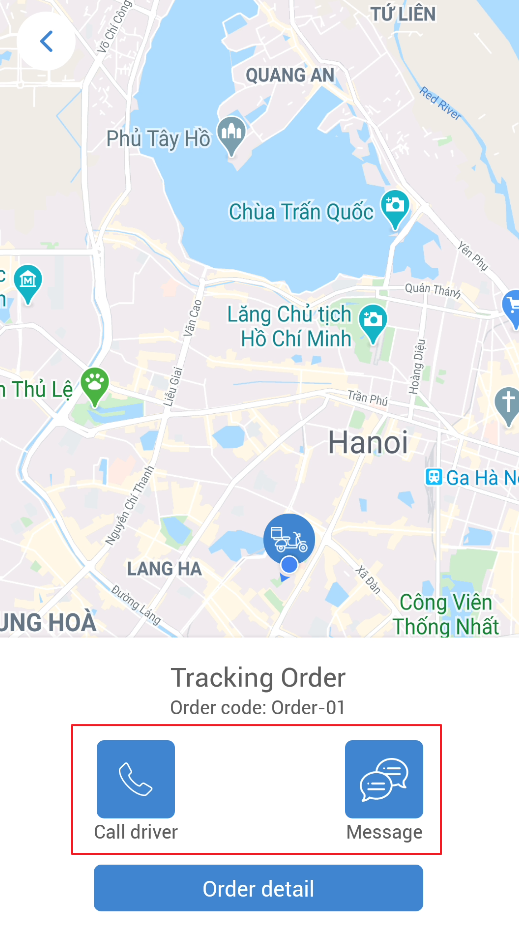 TỨ LIÊN
Võ Chí Công
QUANG AN
Red River
Phủ Tây Hồ
Chùa Trấn Quốc
Yên Phụ
Quán Thánh
Văn Cao
Lăng Chủ tịch
Hồ Chí Minh
Hoàng Diệu
Liễu Giai
Thủ Lệ
Trần Phú
Hanoi
Ga Hà N
Nguyễn Chí Thanh
LANG HA
Xã Đàn
Đường Láng
Công Viên
Thống Nhất
UNG HOÀ
Tracking Order
Order code: Order-01
Call driver
Message
Order detail